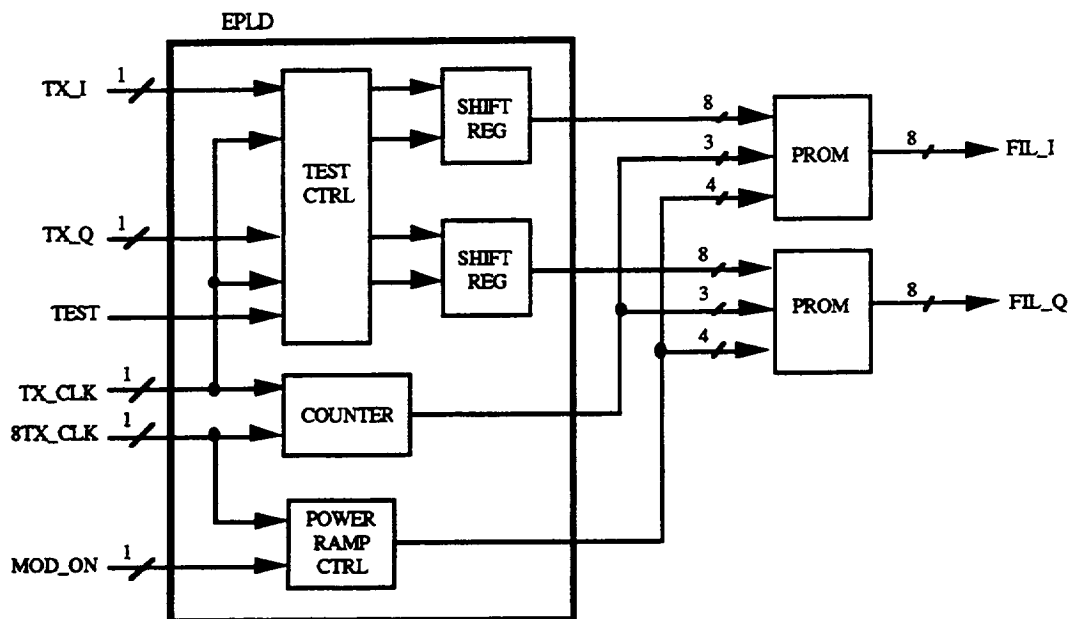 EPLD
TX_I
1
TEST
CTRL
SHIFT
REG
8
3
4
PROM
8
FIL_I
TX_Q
1
SHIFT
REG
8
3
4
PROM
8
FIL_Q
TEST
TX_CLK
1
8TX_CLK
1
COUNTER
MOD_ON
1
POWER
RAMP
CTRL